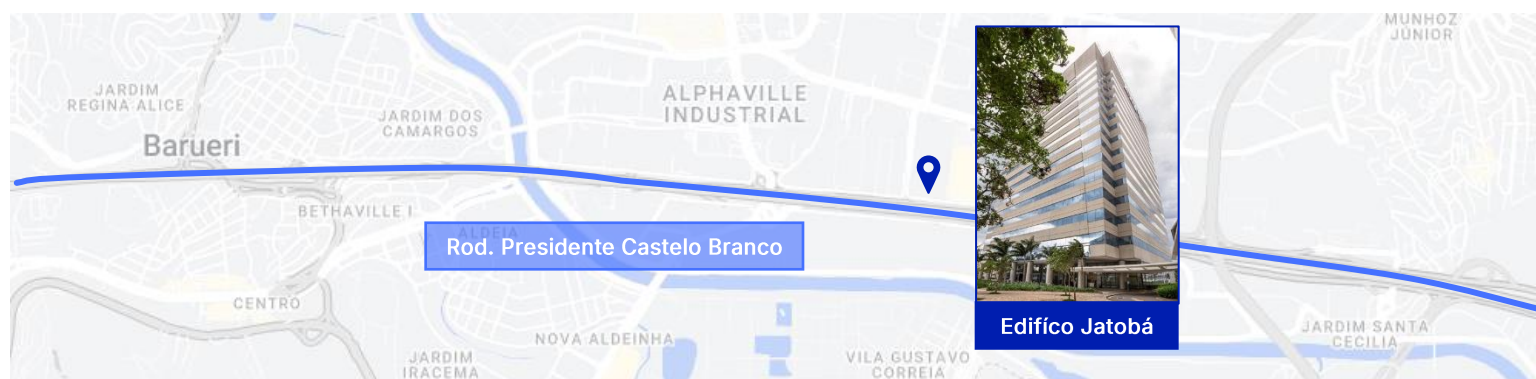 MUNHOZ
JÚNIOR
JARDIM
REGINA ALICE
ALPHAVILLE
INDUSTRIAL
JARDIM DOS
CAMARGOS
Barueri
BETHAVILLE I
ALDEIA
Rod. Presidente Castelo Branco
CENTRO
Edifíco Jatobá
JARDIM SANTA
CECILIA
NOVA ALDEINHA
JARDIM
IRACEMA
VILA GUSTAVO
CORREIA